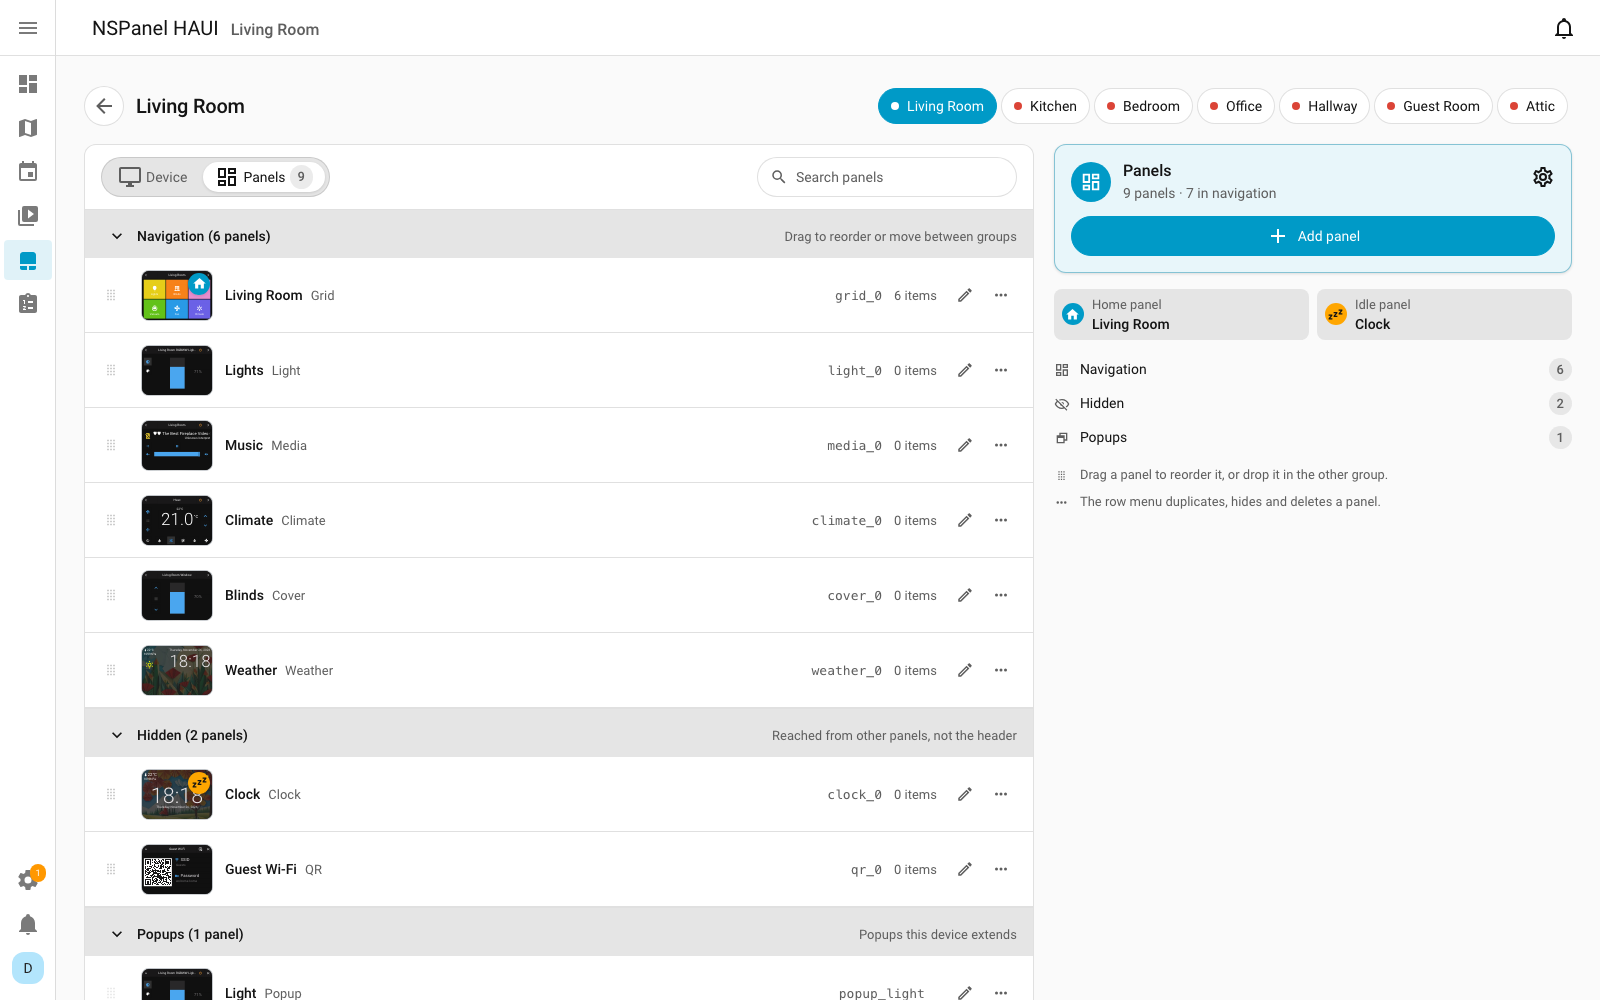 NSPanel HAUI Living Room
Living Room
Living Room Kitchen Bedroom Office Hallway Guest Room Attic
Device Panels 9
Search panels
Navigation (6 panels) Drag to reorder or move between groups
Living Room Grid grid_0 6 items
Lights Light light_0 0 items
Music Media media_0 0 items
21.0
Climate Climate climate_0 0 items
Blinds Cover cover_0 0 items
18:18
Weather Weather weather_0 0 items
Hidden (2 panels) Reached from other panels, not the header
18:18
zzz
Clock Clock clock_0 0 items
Guest Wi-Fi QR qr_0 0 items
Popups (1 panel) Popups this device extends
Light Popup popup_light
Panels
9 panels · 7 in navigation
Add panel
Home panel
Living Room
zzz
Idle panel
Clock
Navigation 6
Hidden 2
Popups 1
Drag a panel to reorder it, or drop it in the other group.
The row menu duplicates, hides and deletes a panel.
1
D